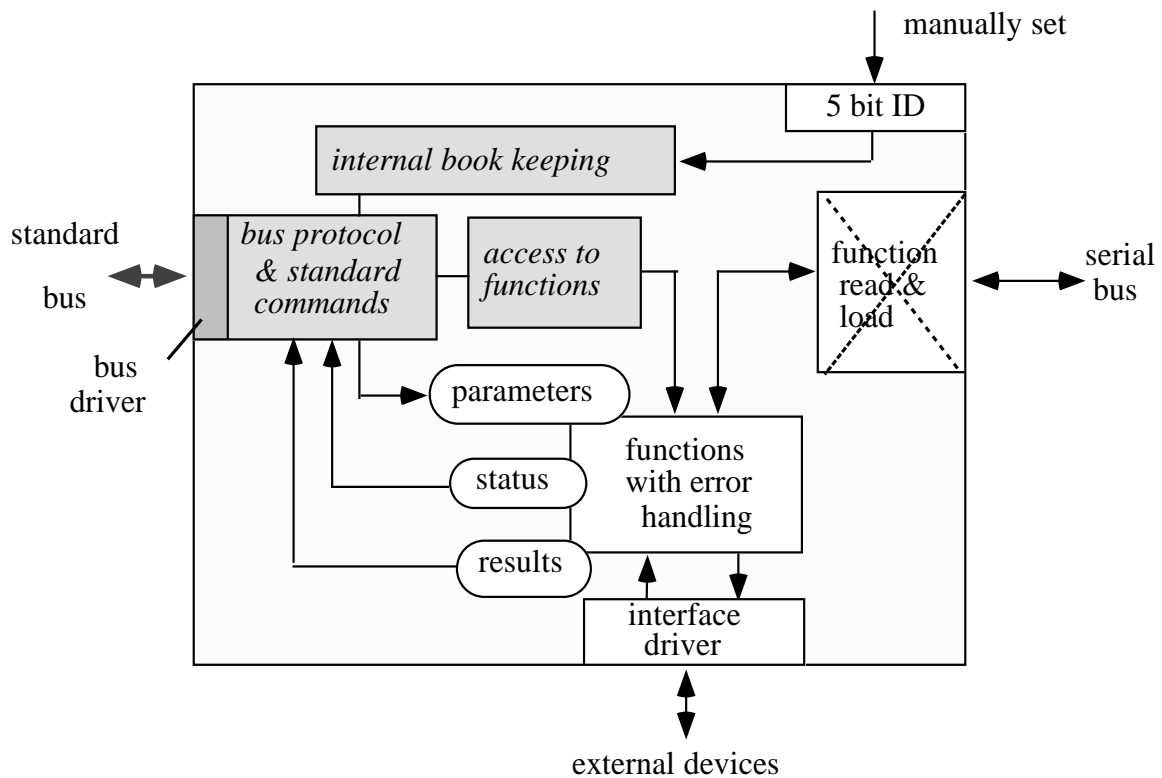 manually set
5 bit ID
internal book keeping
standard
bus
bus protocol
& standard
commands
access to
functions
function
read &
load
serial
bus
bus
driver
parameters
functions
with error
handling
status
results
interface
driver
external devices